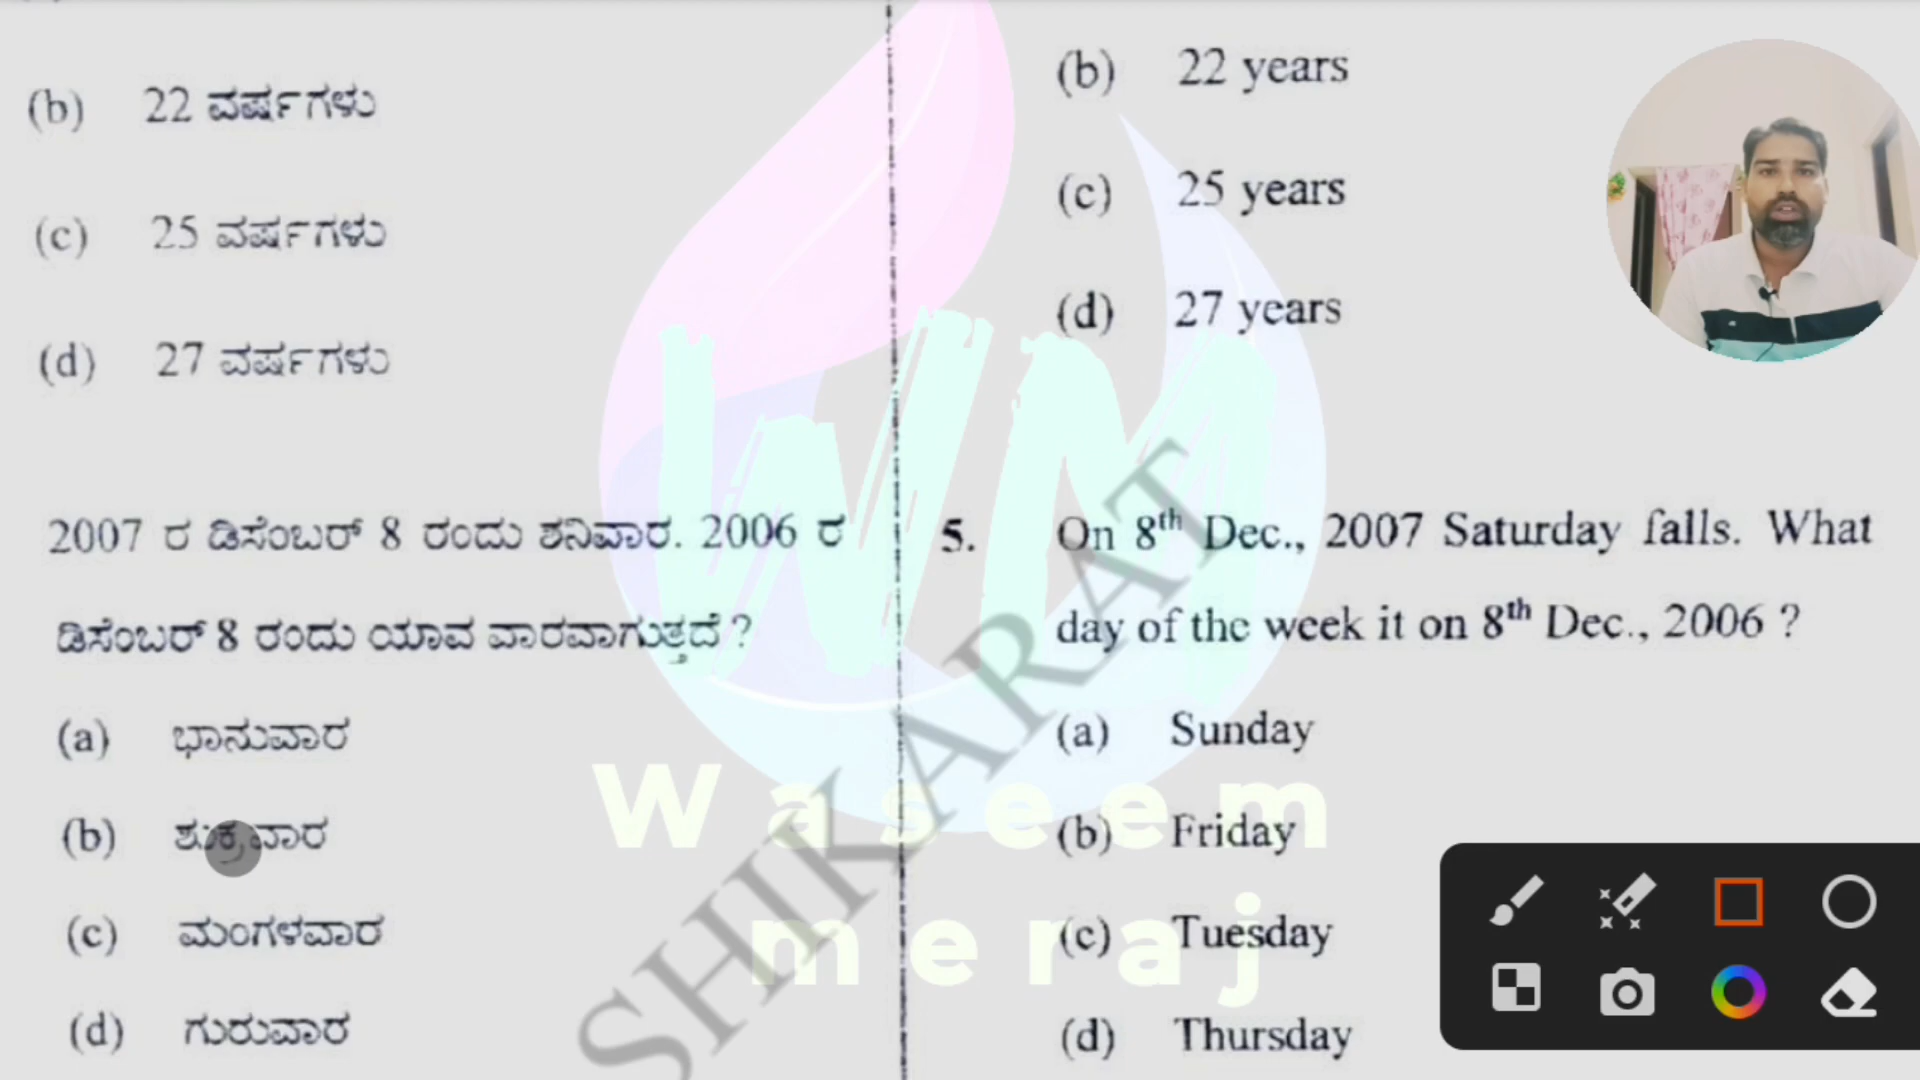 (b) 22 ವರ್ಷಗಳು
(c) 25 ವರ್ಷಗಳು
(d) 27 ವರ್ಷಗಳು
2007 ರ ಡಿಸೆಂಬರ್ 8 ರಂದು ಶನಿವಾರ. 2006 ರ
ಡಿಸೆಂಬರ್ 8 ರಂದು ಯಾವ ವಾರವಾಗುತ್ತದೆ ?
(a) ಭಾನುವಾರ
(b) ಶುಕ್ರವಾರ
(c) ಮಂಗಳವಾರ
(d) ಗುರುವಾರ
(b) 22 years
(c) 25 years
(d) 27 years
5. On 8th Dec., 2007 Saturday falls. What
day of the week it on 8th Dec., 2006 ?
(a) Sunday
(b) Friday
(c) Tuesday
(d) Thursday
WM
Waseem
meraj
SHIKARAT